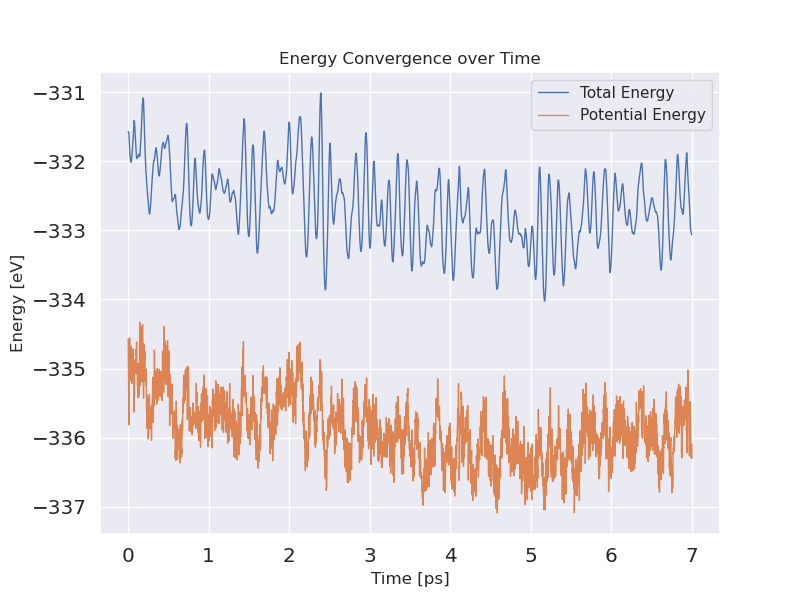 Energy Convergence over Time
Total Energy
Potential Energy
−331
−332
−333
−334
−335
−336
−337
Energy [eV]
0 1 2 3 4 5 6 7
Time [ps]